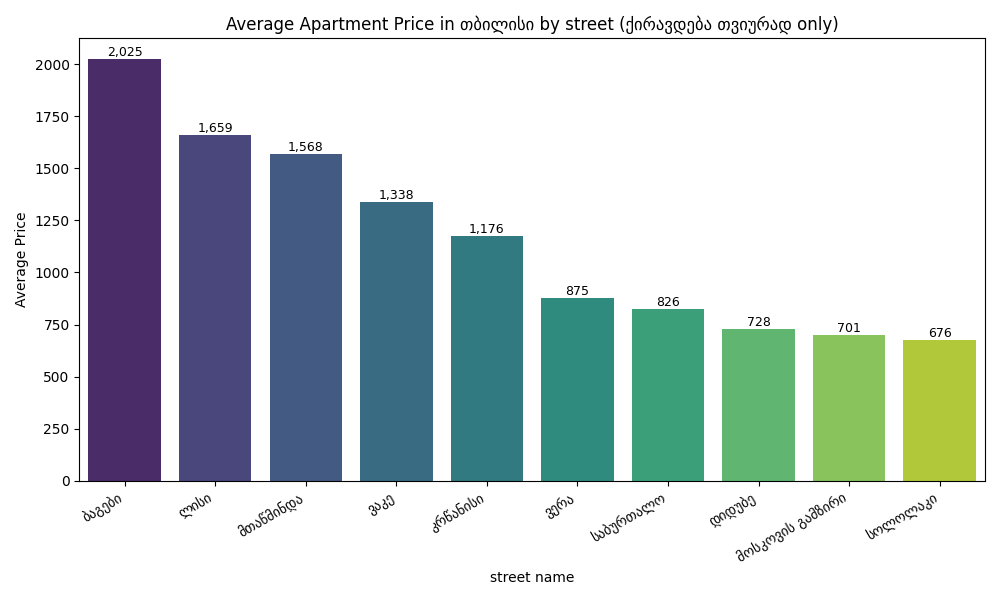 Average Apartment Price in თბილისი by street (ქირავდება თვიურად only)
Average Price
2000
1750
1500
1250
1000
750
500
250
0
2,025
1,659
1,568
1,338
1,176
875
826
728
701
676
ბაგები
ლისი
მთაწმინდა
ვაკე
კრწანისი
ვერა
საბურთალო
დიდუბე
მოსკოვის გამზირი
სოლოლაკი
street name